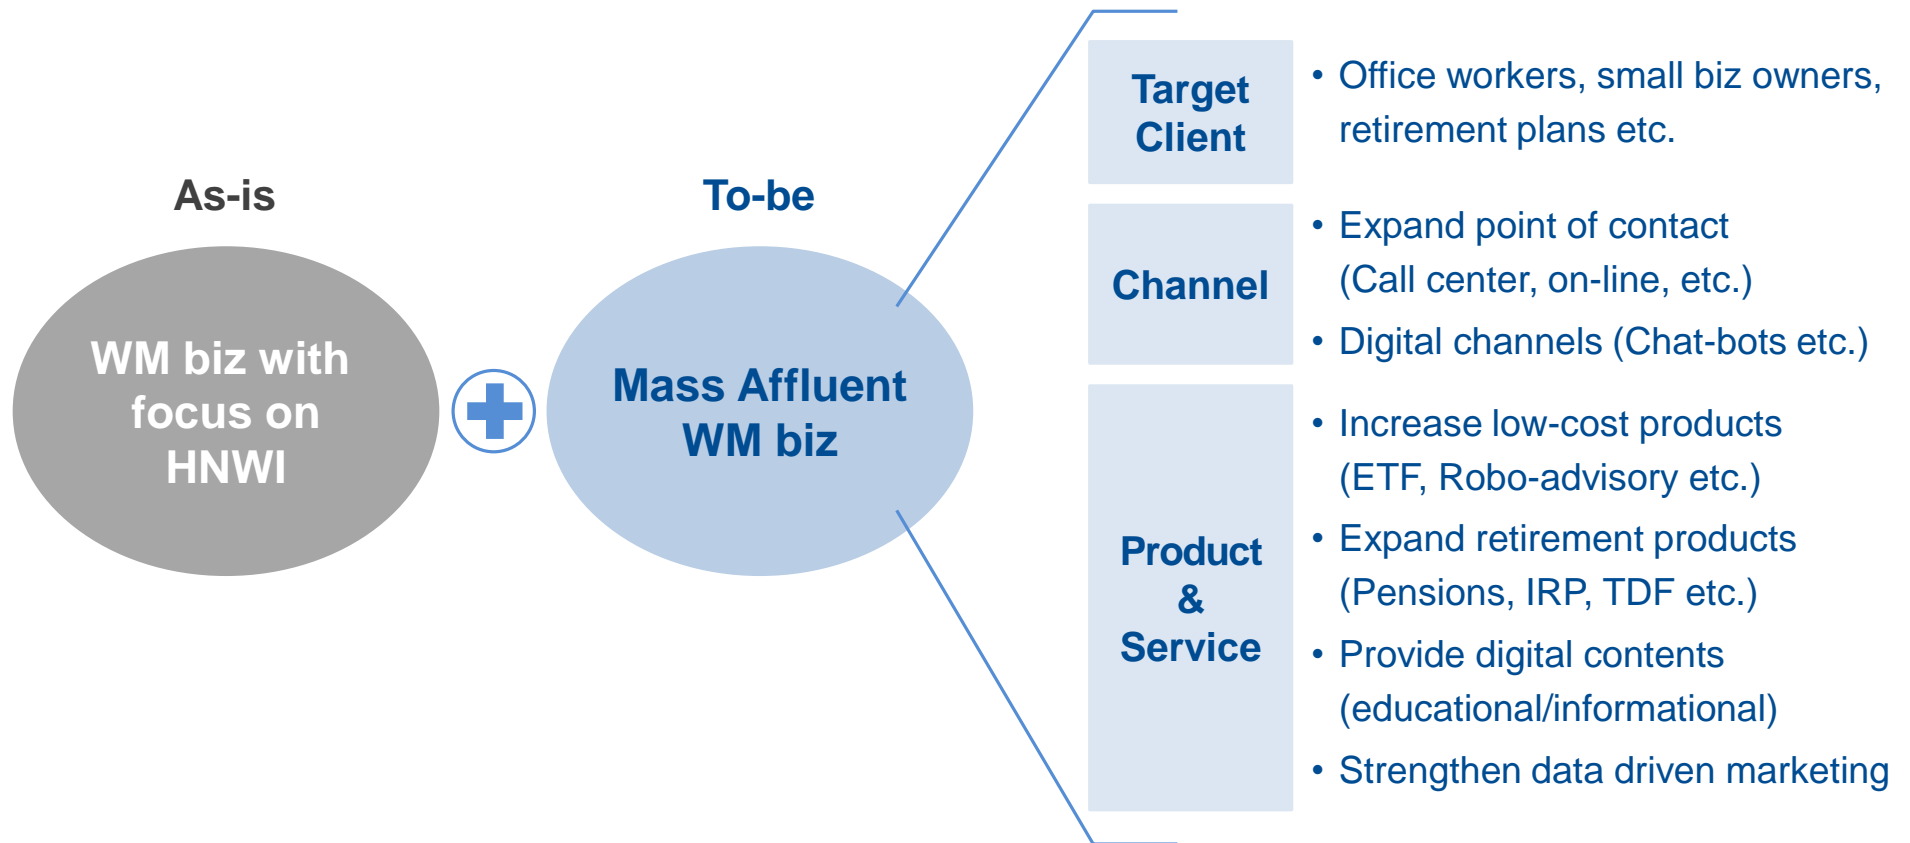 As-is
WM biz with
focus on
HNWI
To-be
Mass Affluent
WM biz
Target
Client
• Office workers, small biz owners,
retirement plans etc.
Channel
• Expand point of contact
(Call center, on-line, etc.)
• Digital channels (Chat-bots etc.)
Product
&
Service
• Increase low-cost products
(ETF, Robo-advisory etc.)
• Expand retirement products
(Pensions, IRP, TDF etc.)
• Provide digital contents
(educational/informational)
• Strengthen data driven marketing